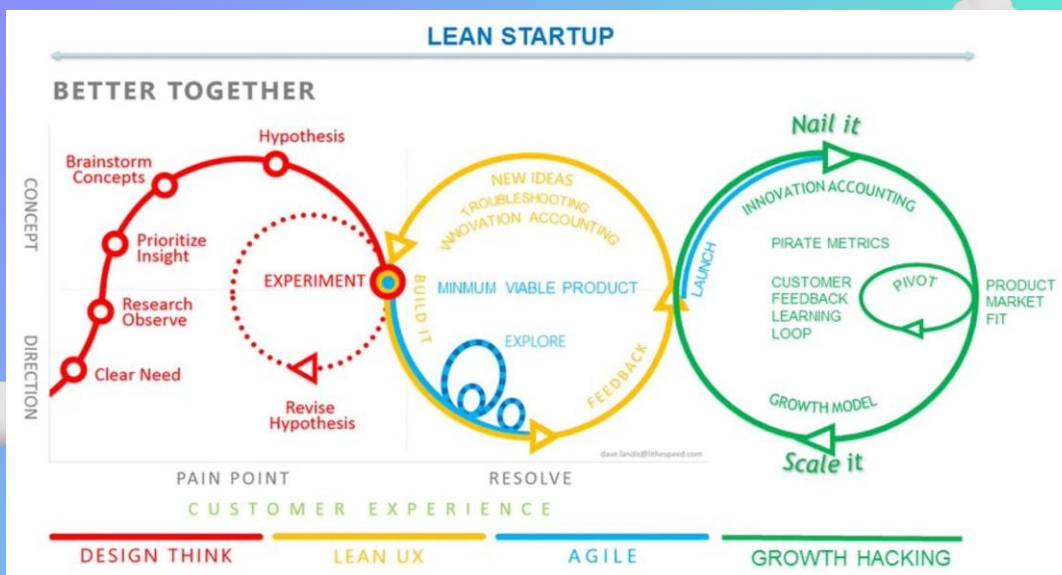 LEAN STARTUP
BETTER TOGETHER
CONCEPT
DIRECTION
Hypothesis
Brainstorm
Concepts
Prioritize
Insight
Research
Observe
Clear Need
EXPERIMENT
Revise
Hypothesis
NEW IDEAS
TROUBLESHOOTING
INNOVATION ACCOUNTING
BUILD IT
MINMUM VIABLE PRODUCT
EXPLORE
FEEDBACK
dave.landis@lithespeed.com
Nail it
LAUNCH
INNOVATION ACCOUNTING
PIRATE METRICS
CUSTOMER
FEEDBACK
LEARNING
LOOP
PIVOT
PRODUCT
MARKET
FIT
GROWTH MODEL
Scale it
PAIN POINT
RESOLVE
CUSTOMER EXPERIENCE
DESIGN THINK
LEAN UX
AGILE
GROWTH HACKING